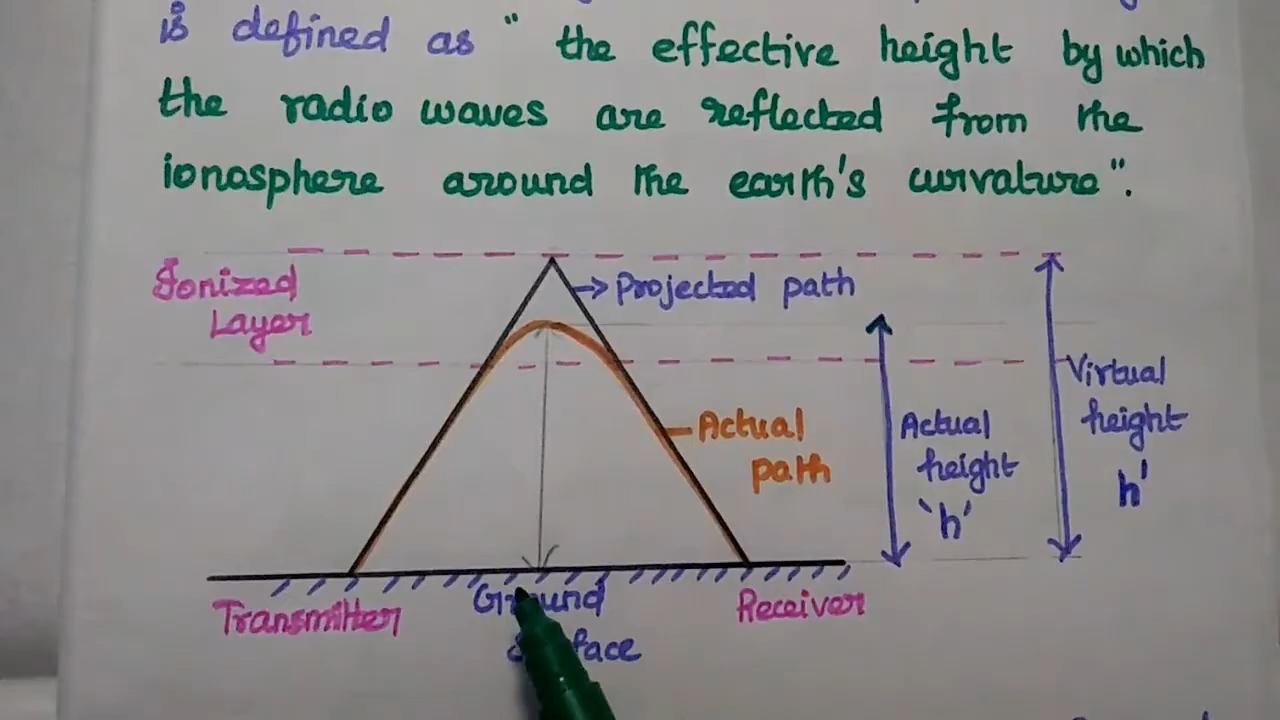 is defined as " the effective height by which
the radio waves are reflected from the
ionosphere around the earth's curvature".
Ionized
Layer
Projected path
Actual
path
Actual
height
'h'
Virtual
height
h'
Transmitter
Ground
Receiver